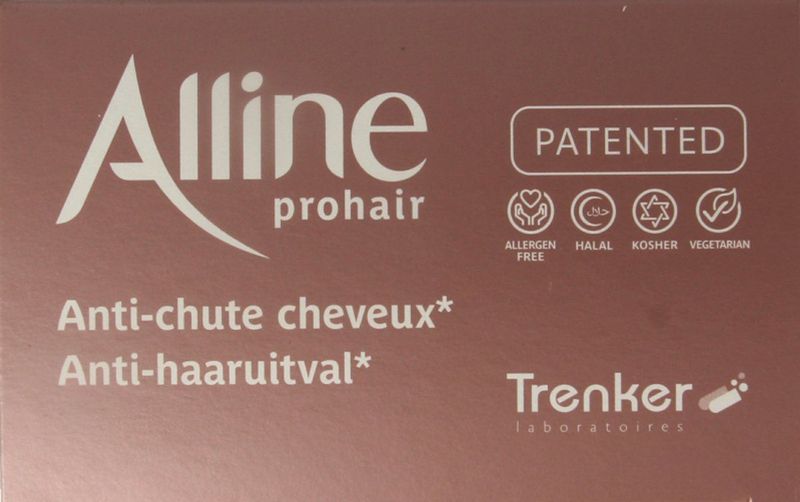 Alline
prohair
PATENTED
ALLERGEN
FREE
HALAL
KOSHER
VEGETARIAN
حلال
Anti-chute cheveux*
Anti-haaruitval*
Trenker
laboratoires